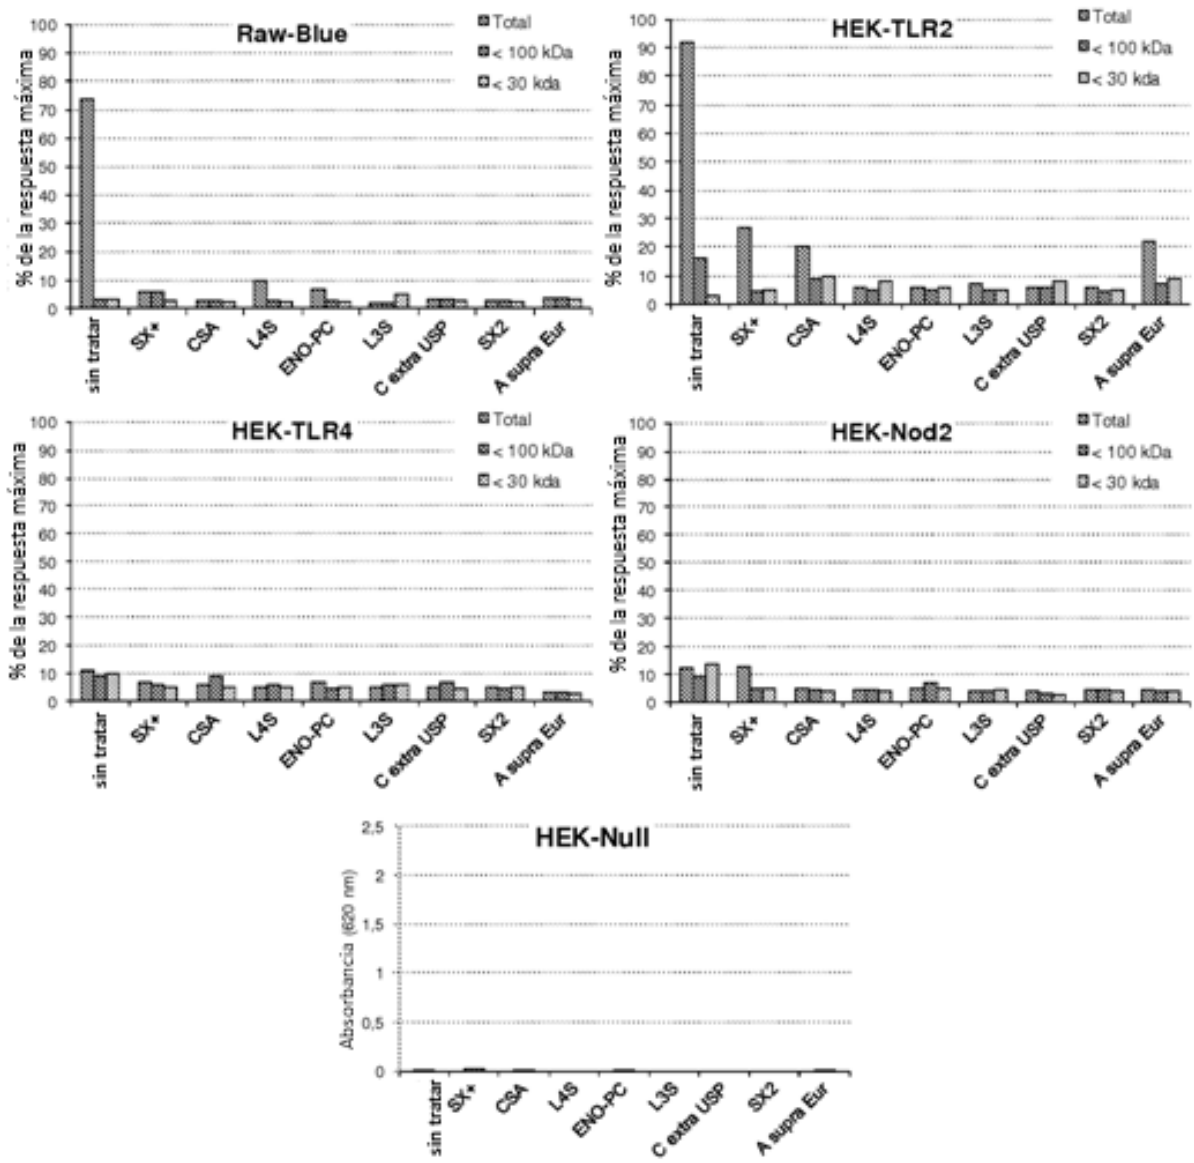 Raw-Blue
Total
< 100 kDa
< 30 kda
% de la respuesta máxima
100
90
80
70
60
50
40
30
20
10
0
sin tratar
SX+
CSA
L4S
ENO-PC
L3S
C extra USP
SX2
A supra Eur
HEK-TLR2
Total
< 100 kDa
< 30 kda
% de la respuesta máxima
100
90
80
70
60
50
40
30
20
10
0
sin tratar
SX+
CSA
L4S
ENO-PC
L3S
C extra USP
SX2
A supra Eur
HEK-TLR4
Total
< 100 kDa
< 30 kda
% de la respuesta máxima
100
90
80
70
60
50
40
30
20
10
0
sin tratar
SX+
CSA
L4S
ENO-PC
L3S
C extra USP
SX2
A supra Eur
HEK-Nod2
Total
< 100 kDa
< 30 kda
% de la respuesta máxima
100
90
80
70
60
50
40
30
20
10
0
sin tratar
SX+
CSA
L4S
ENO-PC
L3S
C extra USP
SX2
A supra Eur
HEK-Null
Absorbancia (620 nm)
2,5
2
1,5
1
0,5
0
sin tratar
SX+
CSA
L4S
ENO-PC
L3S
C extra USP
SX2
A supra Eur